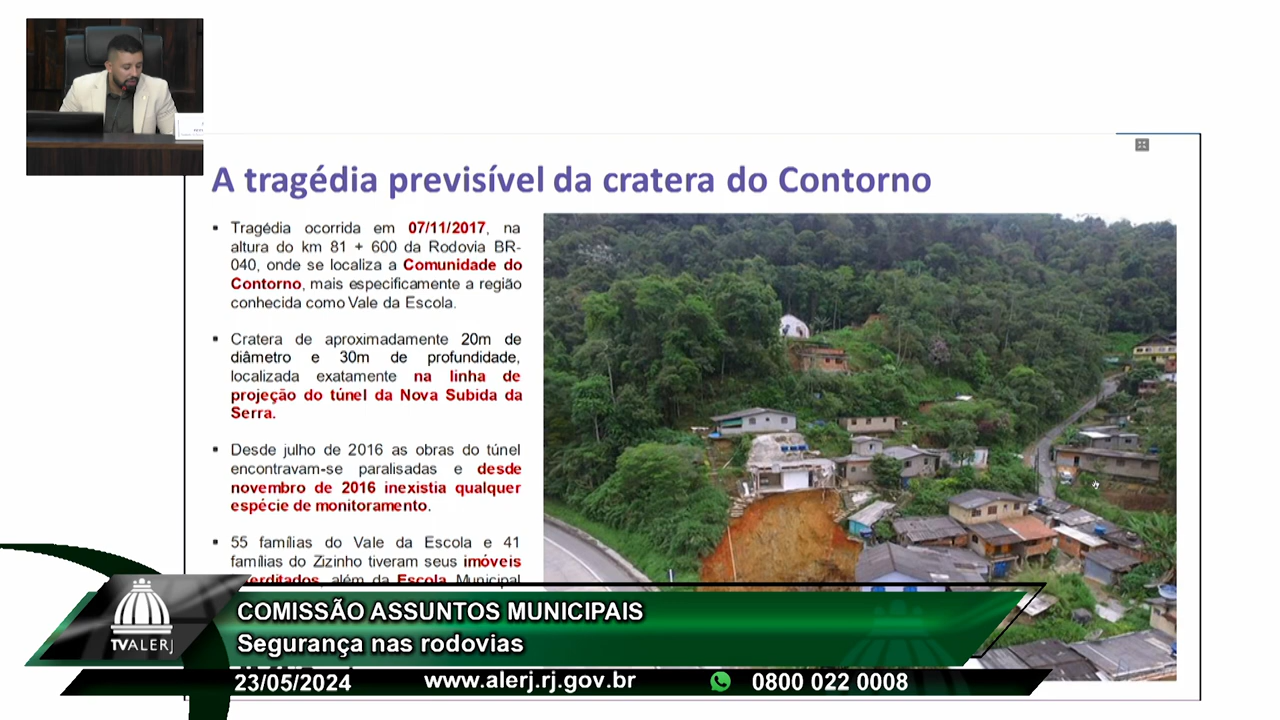 A tragédia previsível da cratera do Contorno
▪ Tragédia ocorrida em 07/11/2017, na
altura do km 81 + 600 da Rodovia BR-
040, onde se localiza a Comunidade do
Contorno, mais especificamente a região
conhecida como Vale da Escola.
▪ Cratera de aproximadamente 20m de
diâmetro e 30m de profundidade,
localizada exatamente na linha de
projeção do túnel da Nova Subida da
Serra.
▪ Desde julho de 2016 as obras do túnel
encontravam-se paralisadas e desde
novembro de 2016 inexistia qualquer
espécie de monitoramento.
▪ 55 famílias do Vale da Escola e 41
famílias do Zizinho tiveram seus imóveis
além da Escola Municipal
COMISSÃO ASSUNTOS MUNICIPAIS
Segurança nas rodovias
TVALERJ
23/05/2024 www.alerj.rj.gov.br 0800 022 0008